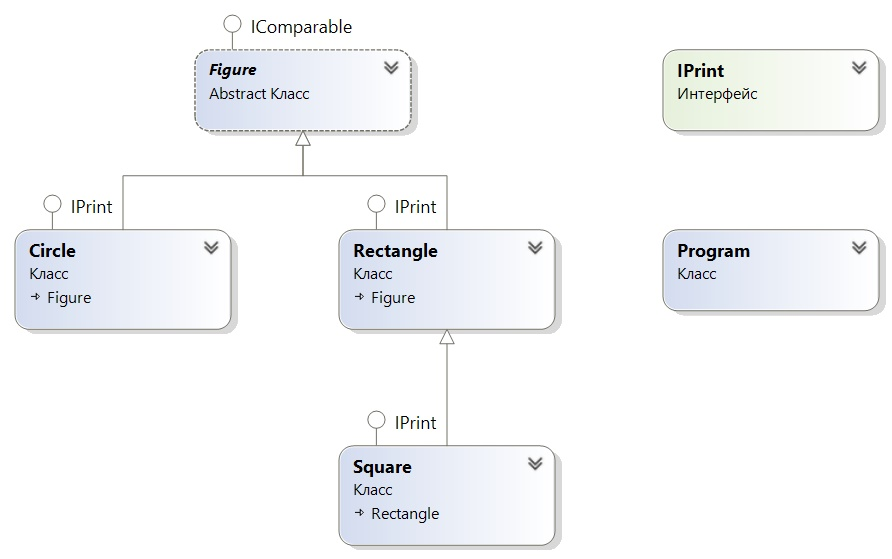 IComparable
Figure
Abstract Класс
IPrint
Интерфейс
IPrint
Circle
Класс
Figure
IPrint
Rectangle
Класс
Figure
Program
Класс
IPrint
Square
Класс
Rectangle